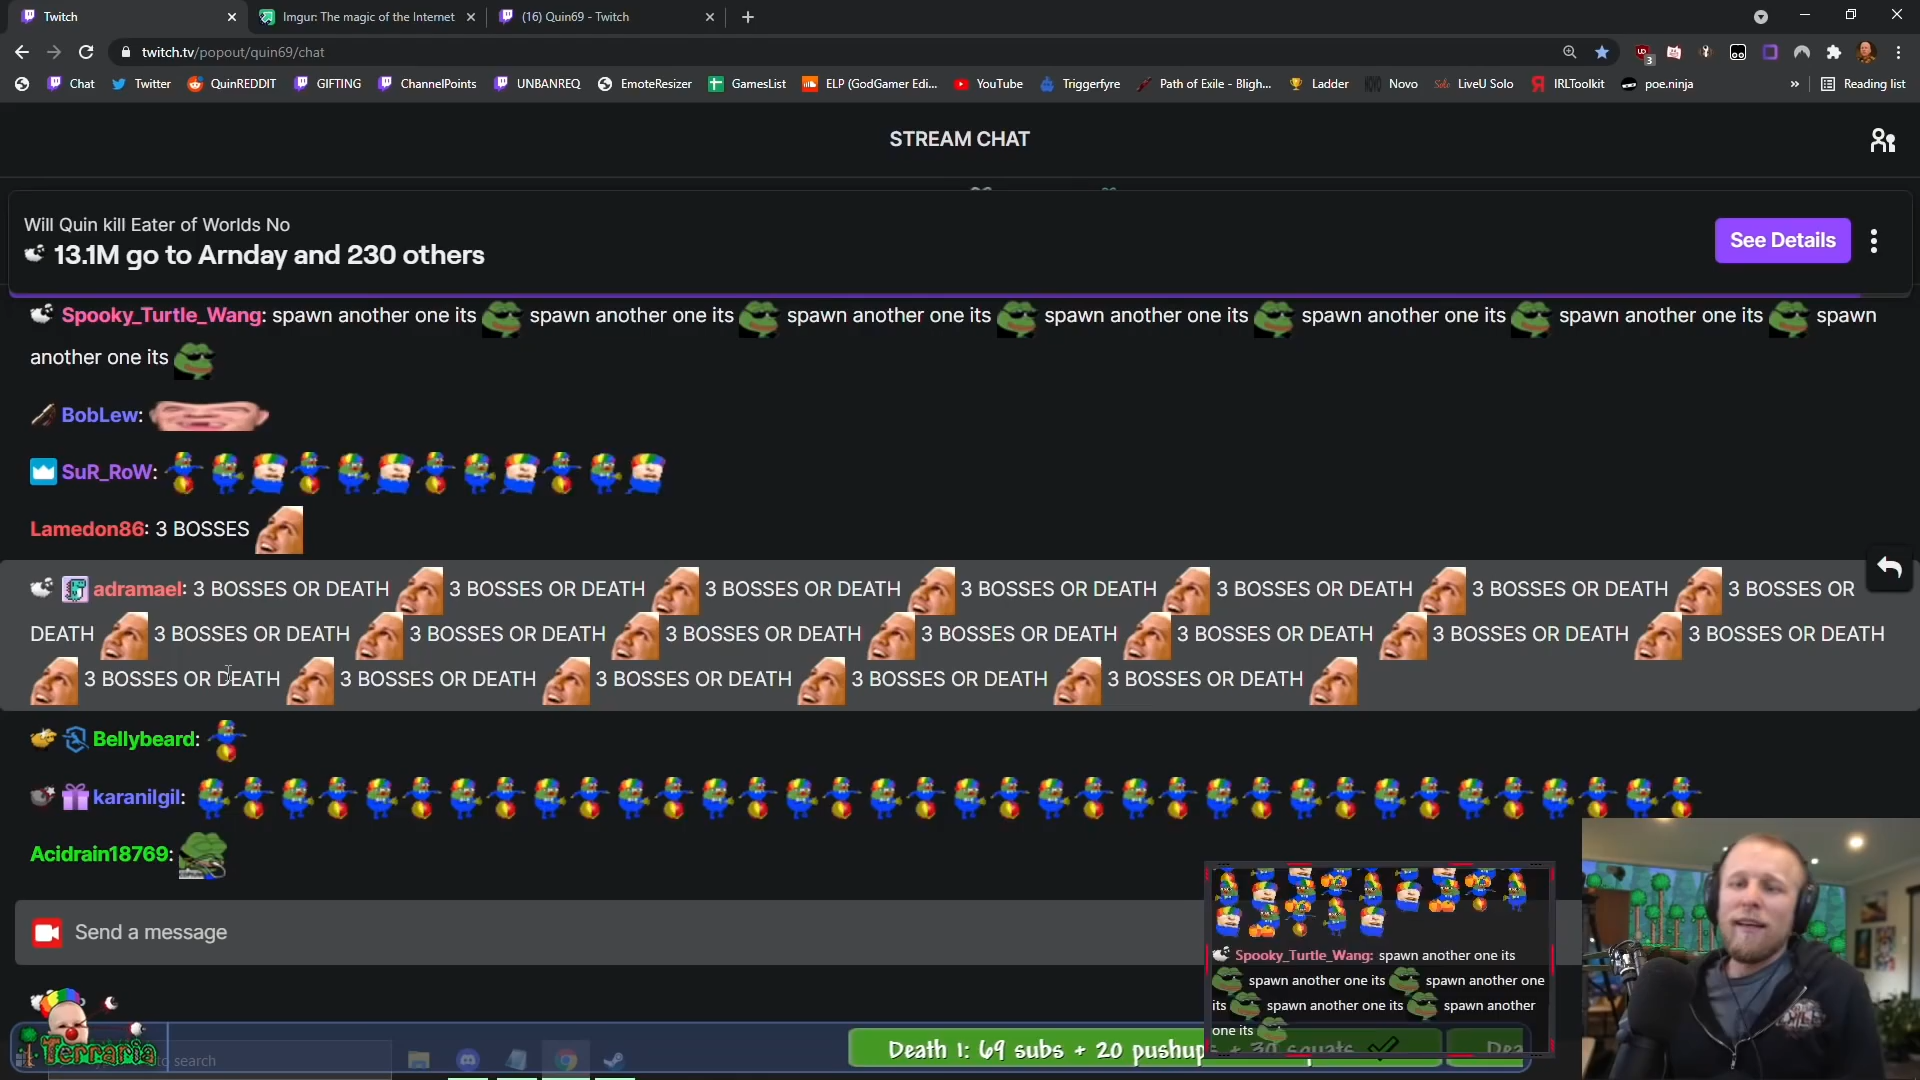 Twitch
Imgur: The magic of the Internet
(16) Quin69 - Twitch
twitch.tv/popout/quin69/chat
Chat
Twitter
QuinREDDIT
GIFTING
ChannelPoints
UNBANREQ
EmoteResizer
GamesList
ELP (GodGamer Edi...
YouTube
Triggerfyre
Path of Exile - Bligh...
Ladder
Novo
LiveU Solo
IRLToolkit
poe.ninja
»
Reading list
STREAM CHAT
Will Quin kill Eater of Worlds No
13.1M go to Arnday and 230 others
See Details
Spooky_Turtle_Wang: spawn another one its spawn another one its spawn another one its spawn another one its spawn another one its spawn another one its spawn
another one its
BobLew:
SuR_RoW:
Lamedon86: 3 BOSSES
adramael: 3 BOSSES OR DEATH 3 BOSSES OR DEATH 3 BOSSES OR DEATH 3 BOSSES OR DEATH 3 BOSSES OR DEATH 3 BOSSES OR DEATH 3 BOSSES OR
DEATH 3 BOSSES OR DEATH 3 BOSSES OR DEATH 3 BOSSES OR DEATH 3 BOSSES OR DEATH 3 BOSSES OR DEATH 3 BOSSES OR DEATH 3 BOSSES OR DEATH
3 BOSSES OR DEATH 3 BOSSES OR DEATH 3 BOSSES OR DEATH 3 BOSSES OR DEATH 3 BOSSES OR DEATH
Bellybeard:
karanilgil:
Acidrain18769:
Send a message
Spooky_Turtle_Wang: spawn another one its
spawn another one its spawn another one
its spawn another one its spawn another
one its
Terraria
to search
Death 1: 69 subs + 20 pushups + 30 squats
Dea